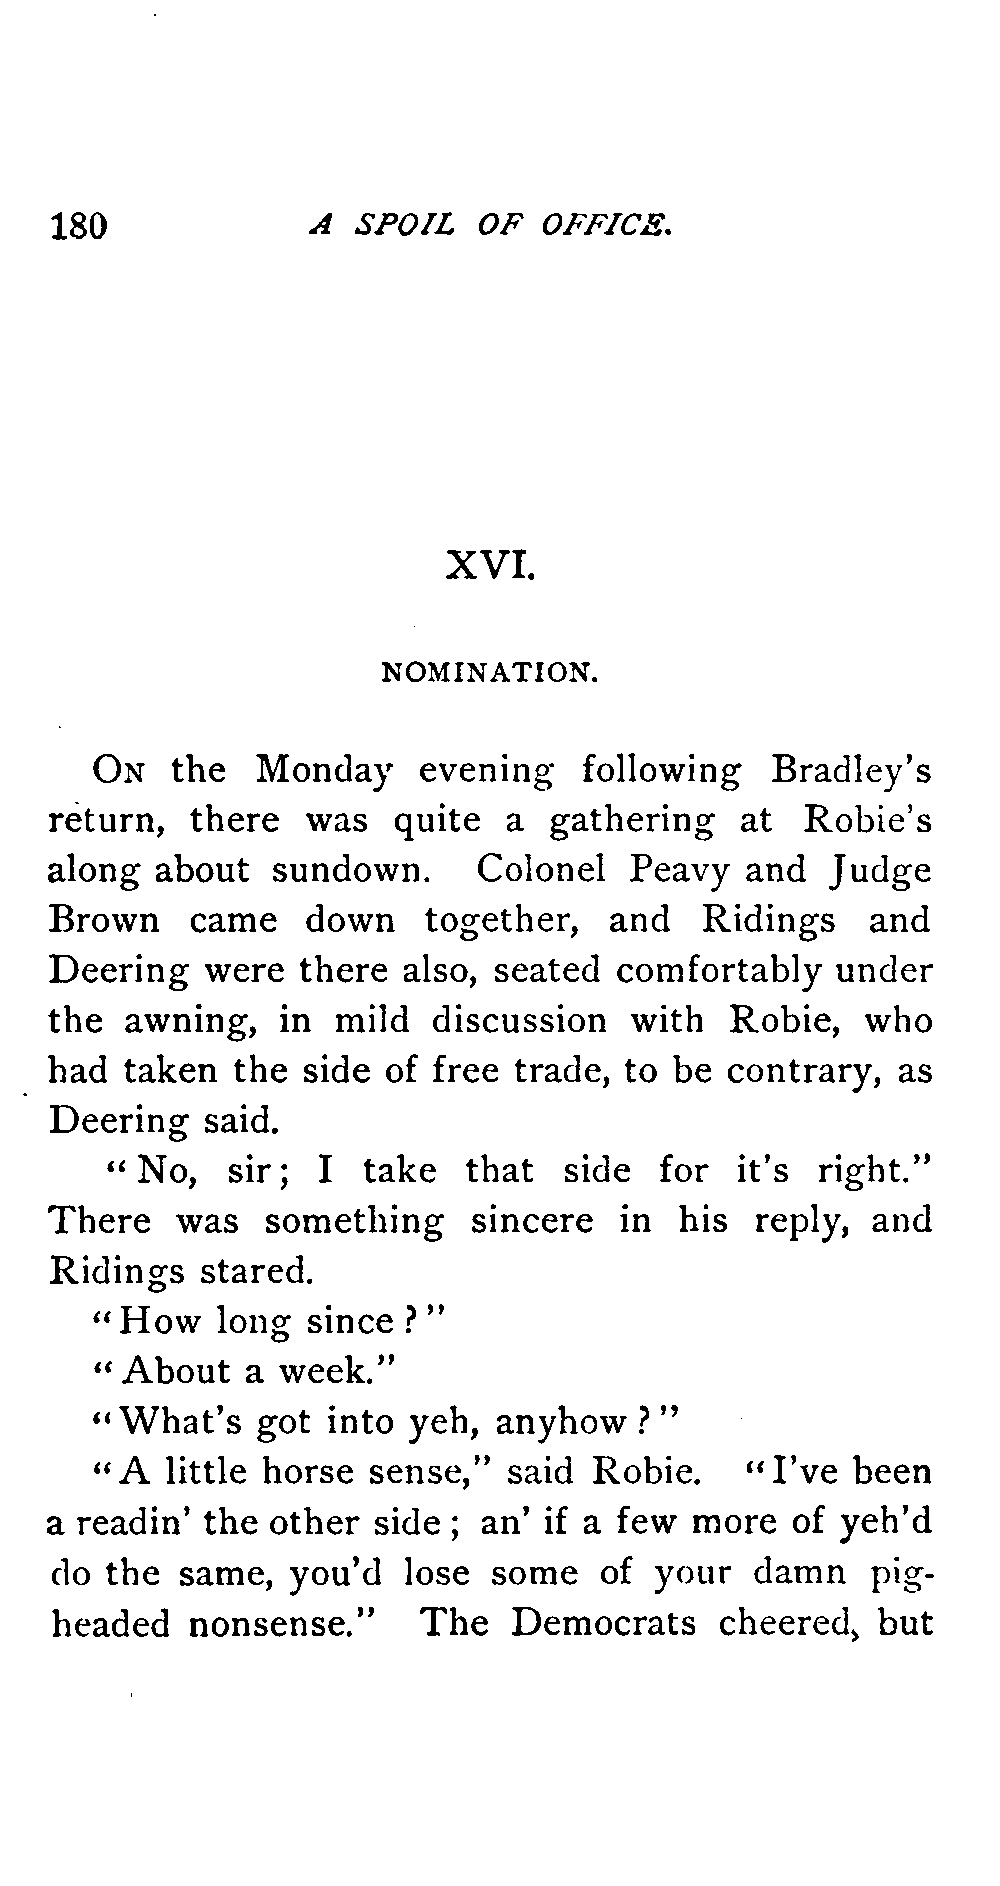 180 A SPOIL OF OFFICE.
XVI.
NOMINATION.
ON the Monday evening following Bradley's
return, there was quite a gathering at Robie's
along about sundown. Colonel Peavy and Judge
Brown came down together, and Ridings and
Deering were there also, seated comfortably under
the awning, in mild discussion with Robie, who
had taken the side of free trade, to be contrary, as
Deering said.
"No, sir; I take that side for it's right."
There was something sincere in his reply, and
Ridings stared.
"How long since?"
"About a week."
"What's got into yeh, anyhow?"
"A little horse sense," said Robie. "I've been
a readin' the other side; an' if a few more of yeh'd
do the same, you'd lose some of your damn pig-
headed nonsense." The Democrats cheered, but